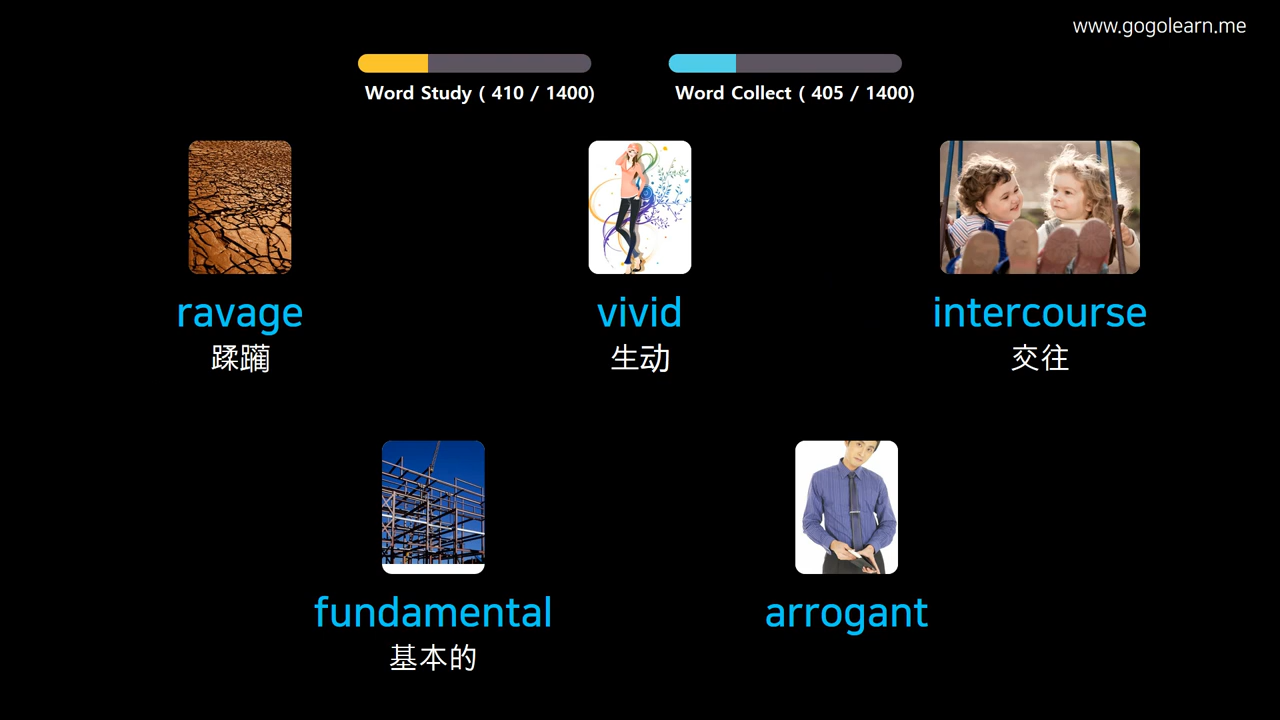 www.gogolearn.me
Word Study ( 410 / 1400)
Word Collect ( 405 / 1400)
ravage
蹂躏
vivid
生动
intercourse
交往
fundamental
基本的
arrogant